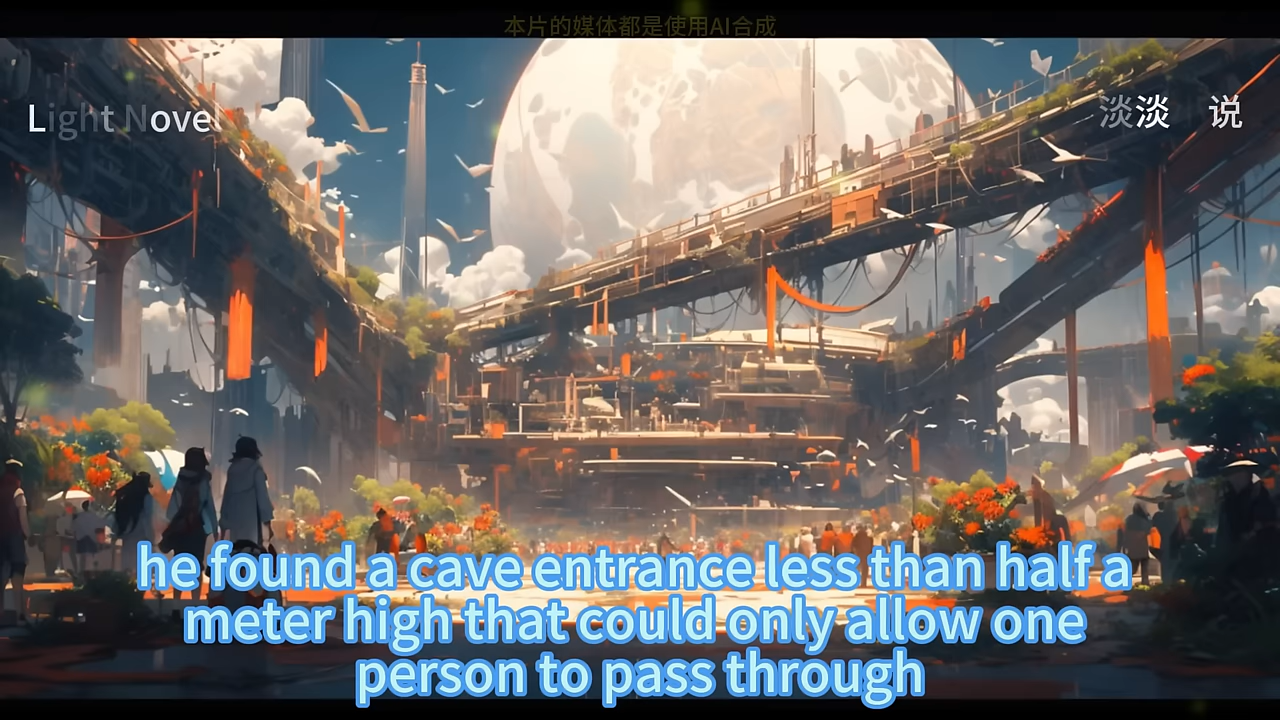 本片的媒体都是使用AI合成
Light Novel
淡淡 说
he found a cave entrance less than half a
meter high that could only allow one
person to pass through